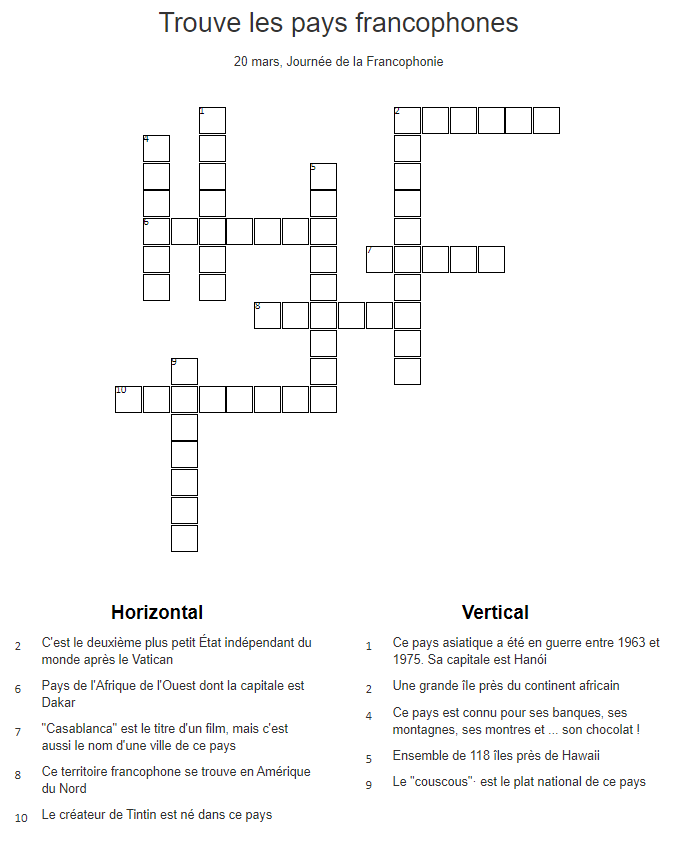 Trouve les pays francophones
20 mars, Journée de la Francophonie
1
2
4
5
6
7
8
9
10
Horizontal
2 C'est le deuxième plus petit État indépendant du
monde après le Vatican
6 Pays de l'Afrique de l'Ouest dont la capitale est
Dakar
7 "Casablanca" est le titre d'un film, mais c'est
aussi le nom d'une ville de ce pays
8 Ce territoire francophone se trouve en Amérique
du Nord
10 Le créateur de Tintin est né dans ce pays
Vertical
1 Ce pays asiatique a été en guerre entre 1963 et
1975. Sa capitale est Hanói
2 Une grande île près du continent africain
4 Ce pays est connu pour ses banques, ses
montagnes, ses montres et ... son chocolat !
5 Ensemble de 118 îles près de Hawaii
9 Le "couscous"· est le plat national de ce pays